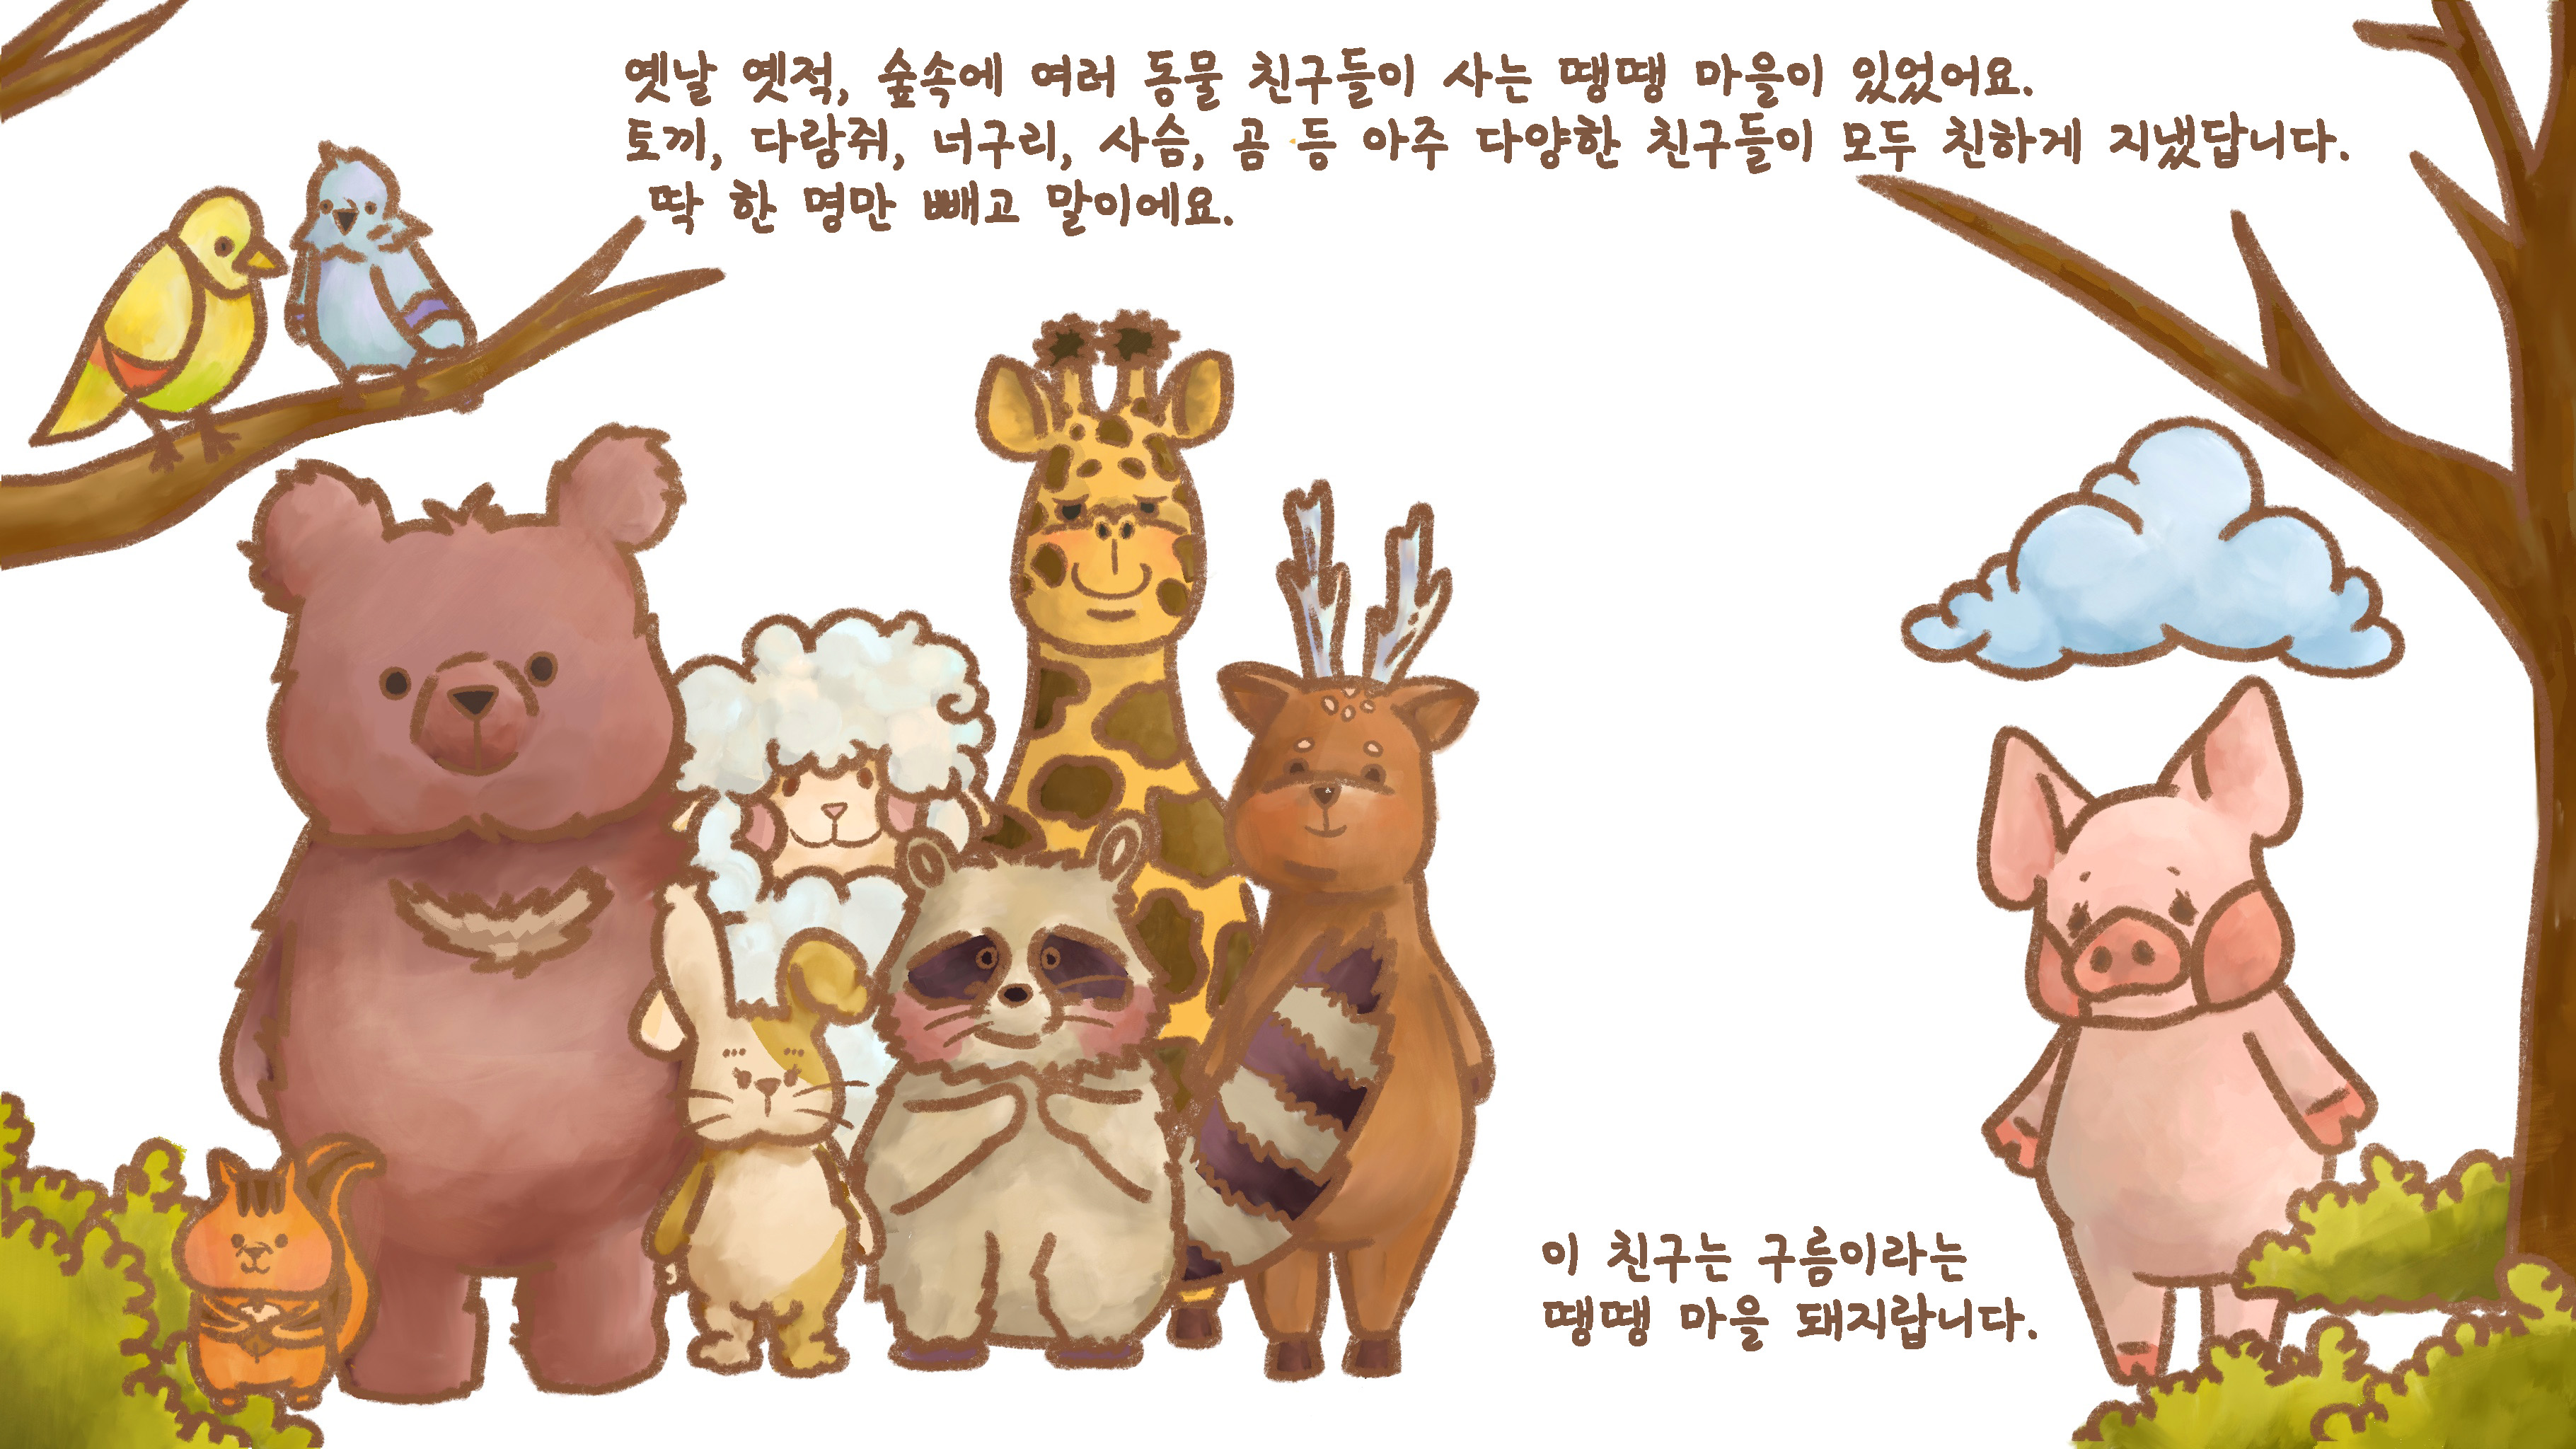 옛날 옛적, 숲속에 여러 동물 친구들이 사는 땡땡 마을이 있었어요.
토끼, 다람쥐, 너구리, 사슴, 곰 등 아주 다양한 친구들이 모두 친하게 지냈답니다.
딱 한 명만 빼고 말이에요.
이 친구는 구름이라는
땡땡 마을 돼지랍니다.